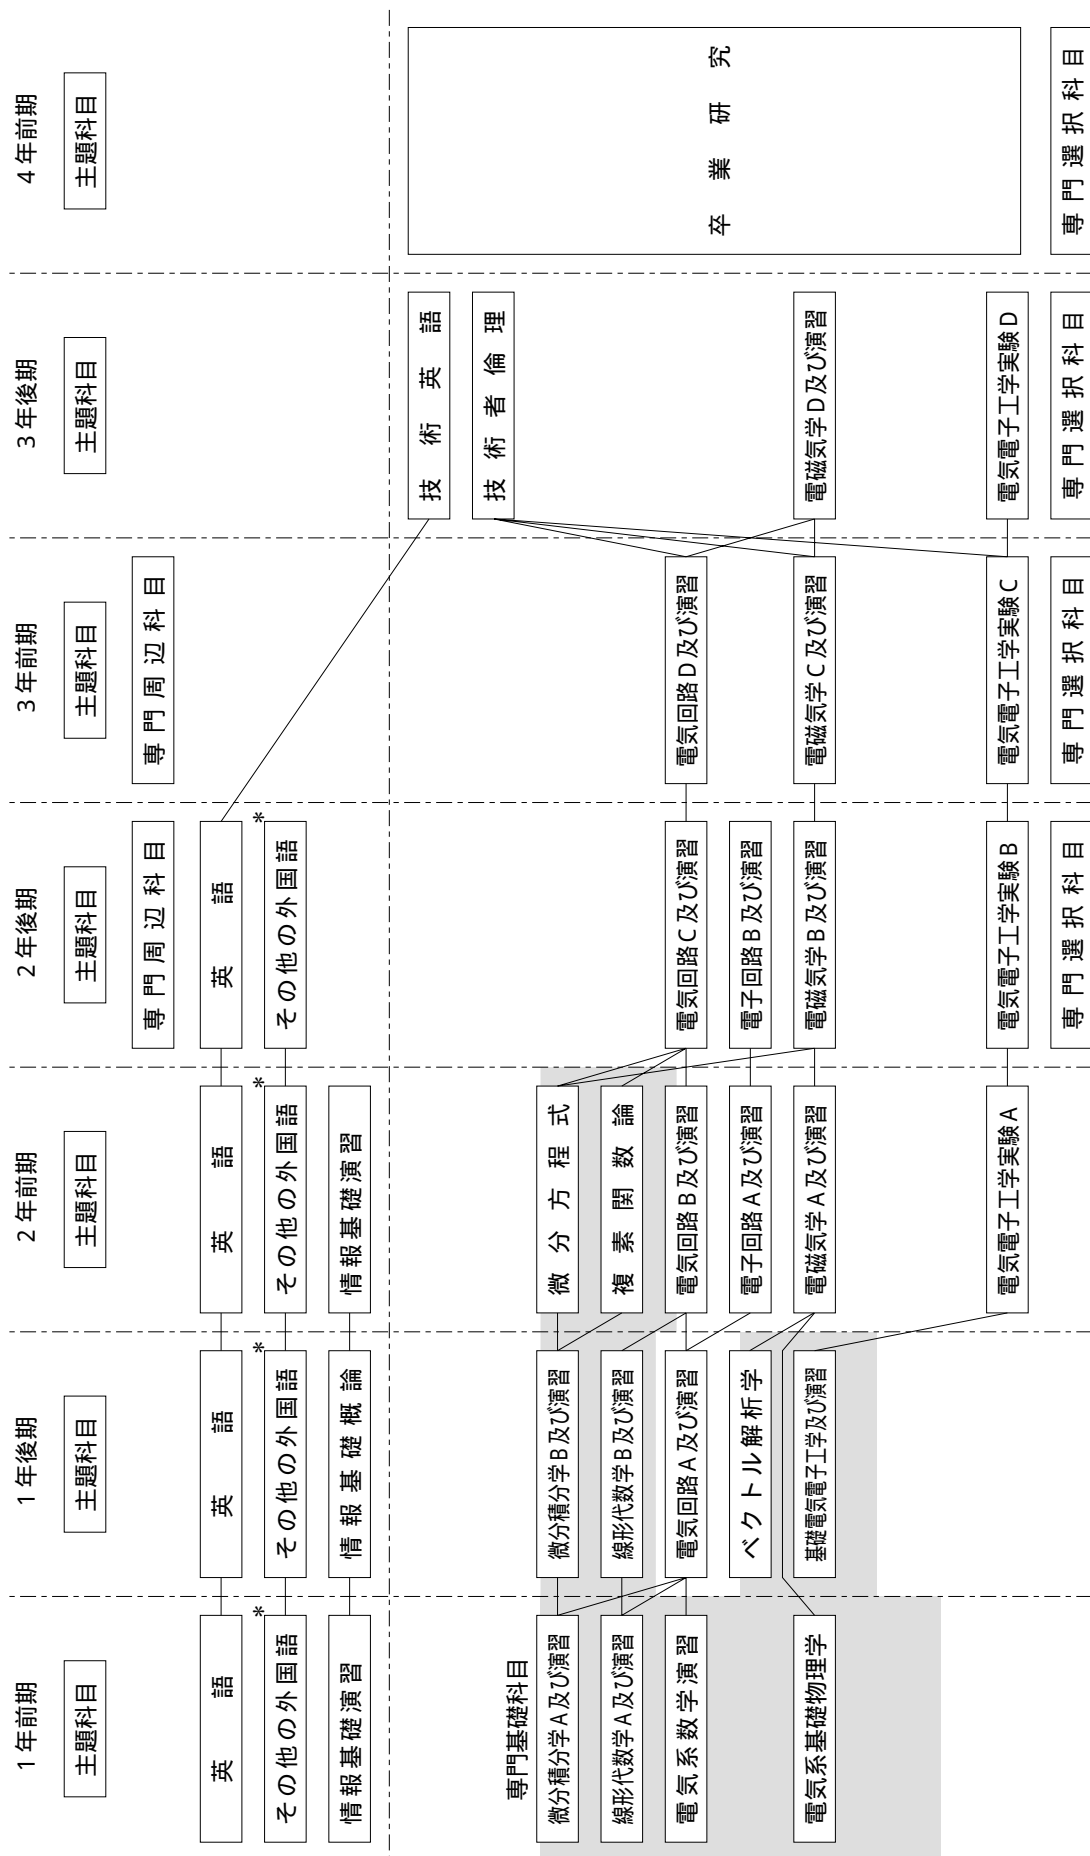 1年前期
主題科目
英語
*
その他の外国語
情報基礎演習
専門基礎科目
微分積分学A及び演習
線形代数学A及び演習
電気系数学演習
電気系基礎物理学
1年後期
主題科目
英語
*
その他の外国語
情報基礎概論
微分積分学B及び演習
線形代数学B及び演習
電気回路A及び演習
ベクトル解析学
基礎電気電子工学及び演習
2年前期
主題科目
英語
*
その他の外国語
情報基礎演習
微分方程式
複素関数論
電気回路B及び演習
電子回路A及び演習
電磁気学A及び演習
電気電子工学実験A
2年後期
主題科目
専門周辺科目
英語
*
その他の外国語
電気回路C及び演習
電子回路B及び演習
電磁気学B及び演習
電気電子工学実験B
専門選択科目
3年前期
主題科目
専門周辺科目
電気回路D及び演習
電磁気学C及び演習
電気電子工学実験C
専門選択科目
3年後期
主題科目
技術英語
技術者倫理
電磁気学D及び演習
電気電子工学実験D
専門選択科目
4年前期
主題科目
卒業研究
専門選択科目